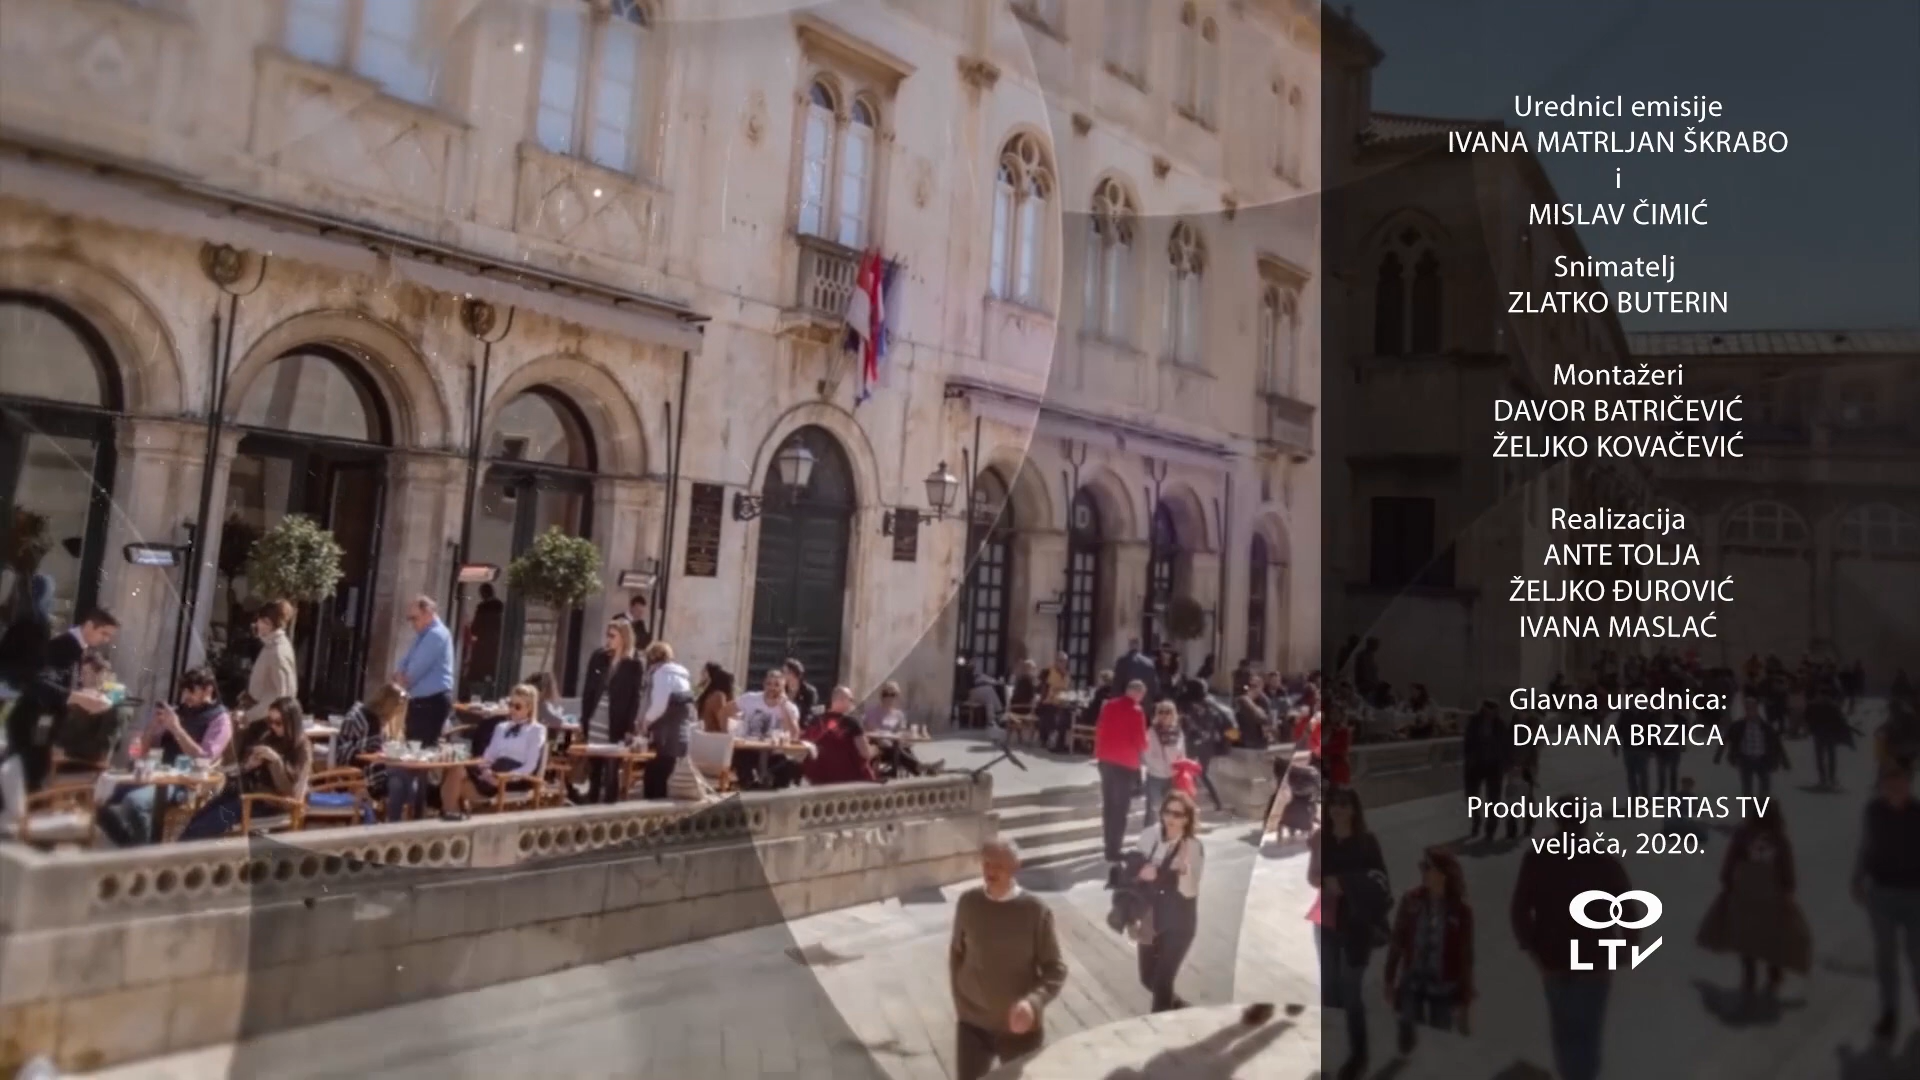 UrednicI emisije
IVANA MATRLJAN ŠKRABO
i
MISLAV ČIMIĆ
Snimatelj
ZLATKO BUTERIN
Montažeri
DAVOR BATRIČEVIĆ
ŽELJKO KOVAČEVIĆ
Realizacija
ANTE TOLJA
ŽELJKO ĐUROVIĆ
IVANA MASLAĆ
Glavna urednica:
DAJANA BRZICA
Produkcija LIBERTAS TV
veljača, 2020.
LTV